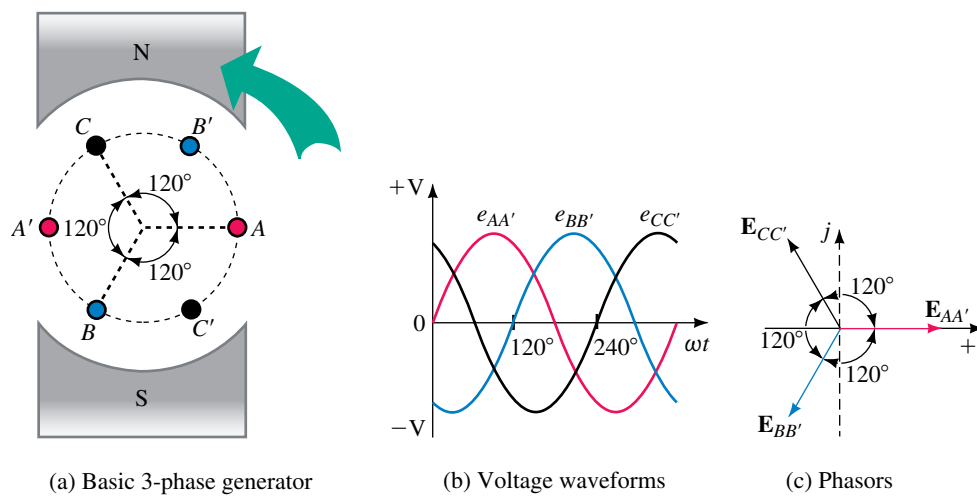 N
C
B′
120°
A′
120°
A
120°
B
C′
S
(a) Basic 3-phase generator
+V
e_AA′
e_BB′
e_CC′
0
120°
240°
ωt
−V
(b) Voltage waveforms
E_CC′
j
120°
E_AA′
120°
+
120°
E_BB′
(c) Phasors